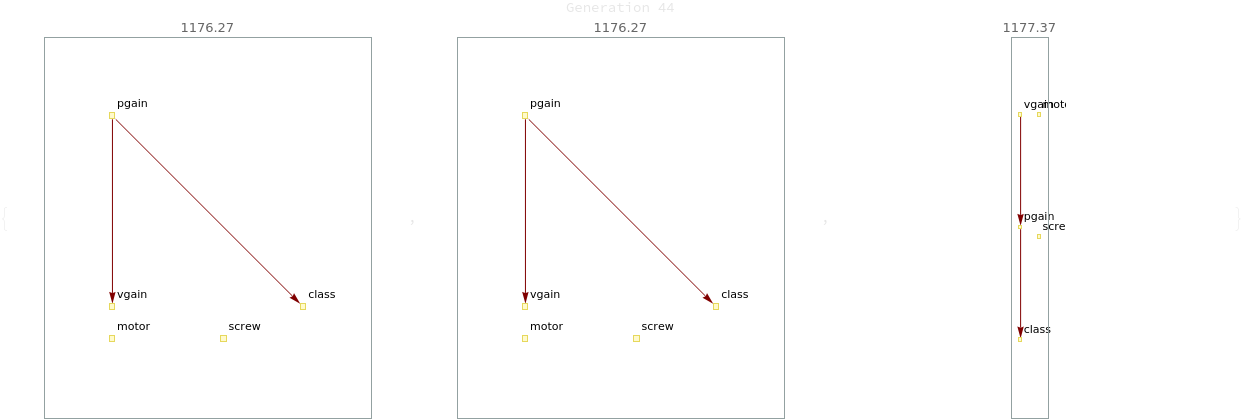 Generation 44
1176.27
pgain
vgain
class
motor
screw
1176.27
pgain
vgain
class
motor
screw
1177.37
vgain
moto
pgain
scre
class